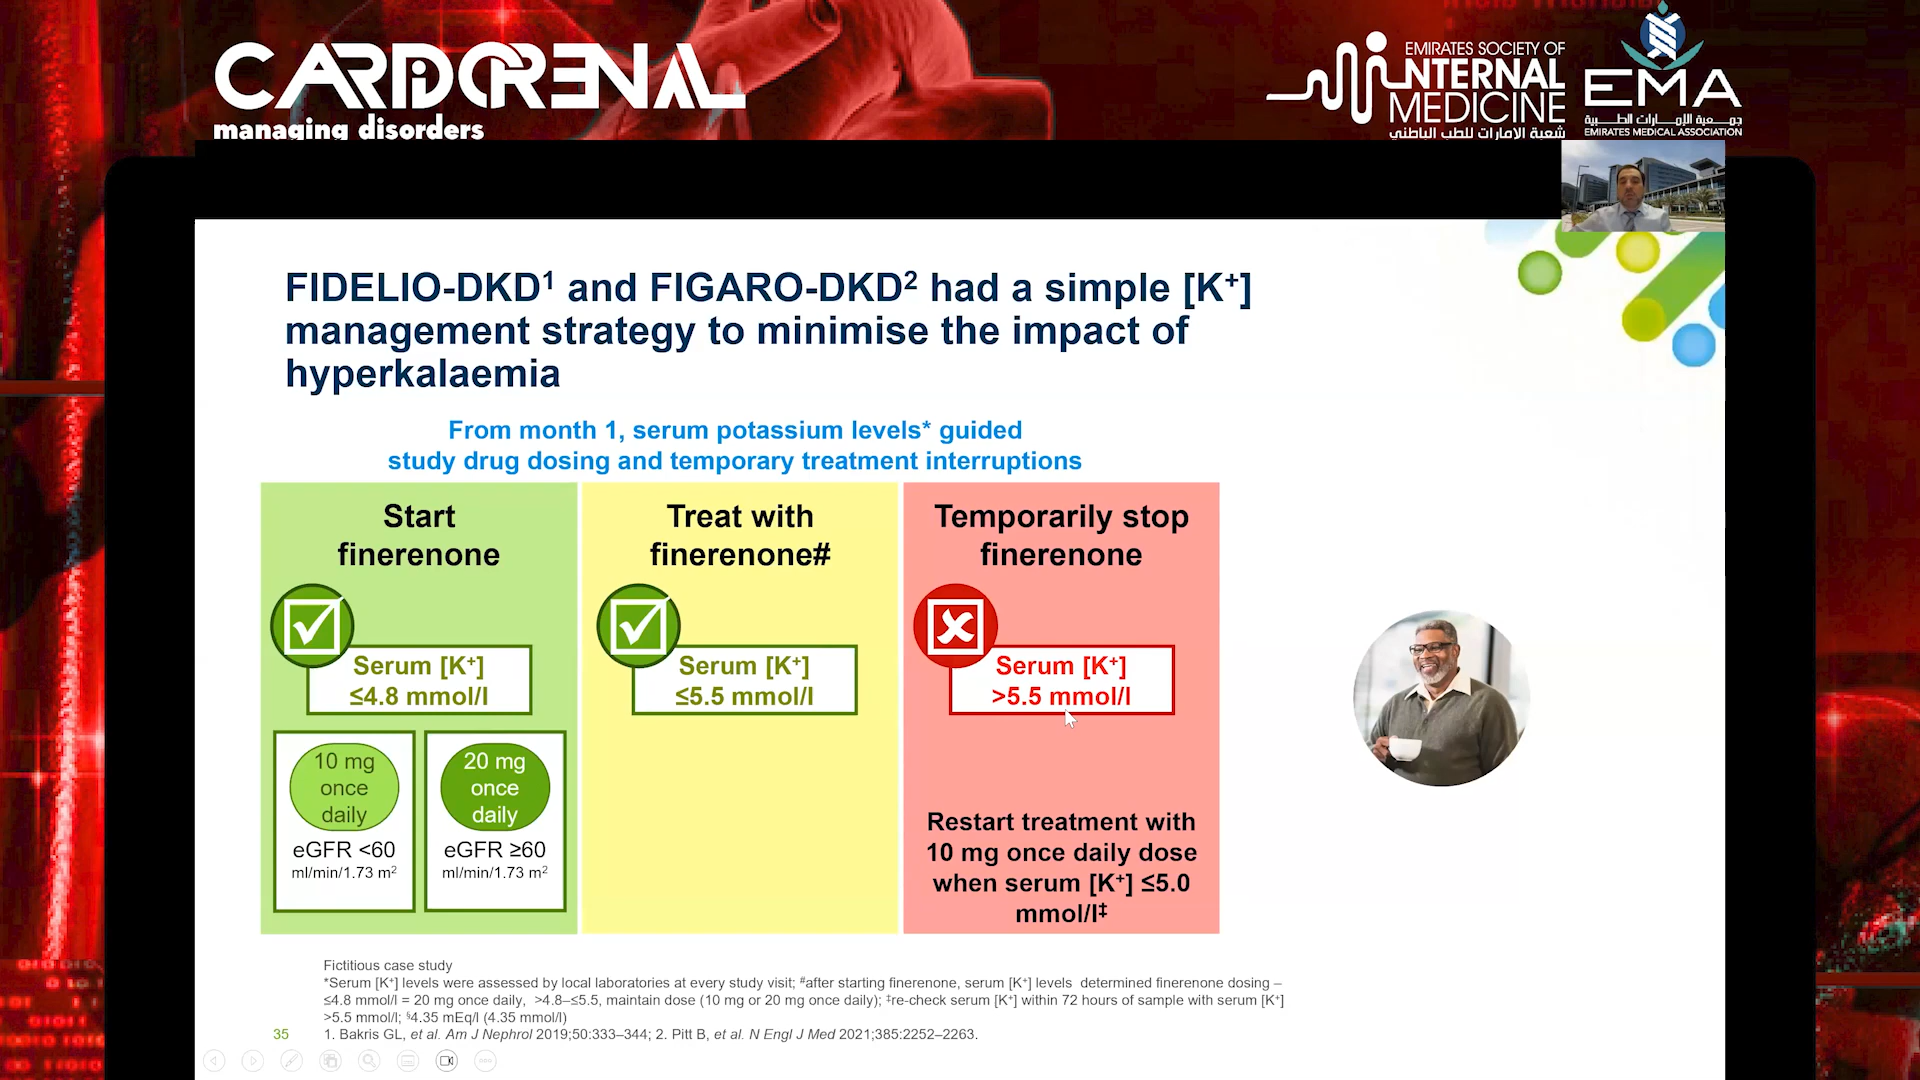 CARDIORENAL
managing disorders
EMIRATES SOCIETY OF
INTERNAL
MEDICINE
شعبة الإمارات للطب الباطني
EMA
جمعية الإمارات الطبية
EMIRATES MEDICAL ASSOCIATION
FIDELIO-DKD¹ and FIGARO-DKD² had a simple [K⁺]
management strategy to minimise the impact of
hyperkalaemia
From month 1, serum potassium levels* guided
study drug dosing and temporary treatment interruptions
Start
finerenone
Serum [K⁺]
≤4.8 mmol/l
10 mg
once
daily
eGFR <60
ml/min/1.73 m²
20 mg
once
daily
eGFR ≥60
ml/min/1.73 m²
Treat with
finerenone#
Serum [K⁺]
≤5.5 mmol/l
Temporarily stop
finerenone
Serum [K⁺]
>5.5 mmol/l
Restart treatment with
10 mg once daily dose
when serum [K⁺] ≤5.0
mmol/l‡
Fictitious case study
*Serum [K⁺] levels were assessed by local laboratories at every study visit; #after starting finerenone, serum [K⁺] levels determined finerenone dosing –
≤4.8 mmol/l = 20 mg once daily, >4.8–≤5.5, maintain dose (10 mg or 20 mg once daily); ‡re-check serum [K⁺] within 72 hours of sample with serum [K⁺]
>5.5 mmol/l; §4.35 mEq/l (4.35 mmol/l)
35 1. Bakris GL, et al. Am J Nephrol 2019;50:333–344; 2. Pitt B, et al. N Engl J Med 2021;385:2252–2263.